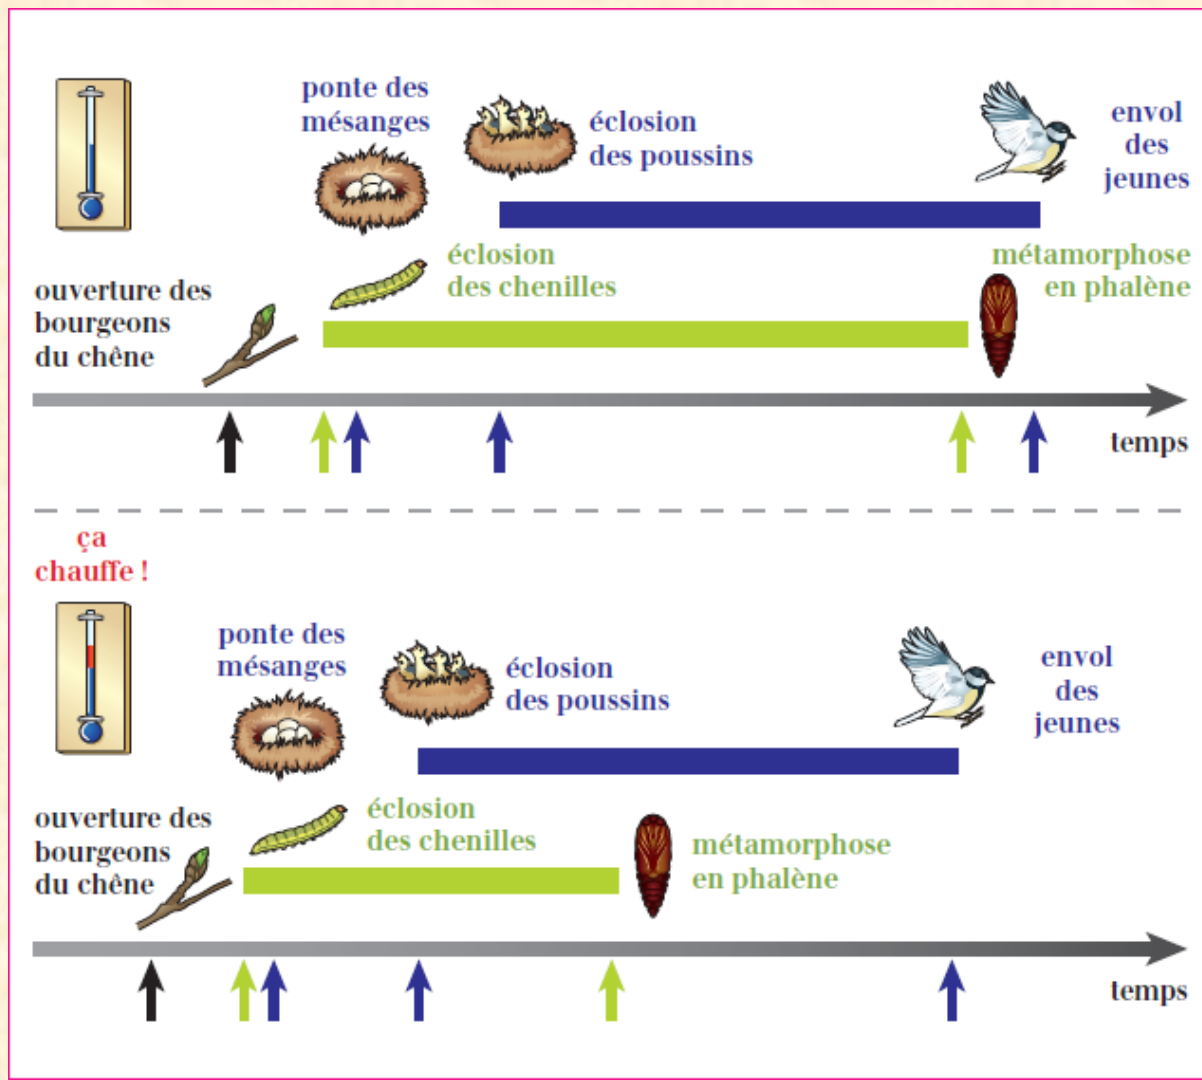 ponte des
mésanges
éclosion
des poussins
envol
des
jeunes
éclosion
des chenilles
métamorphose
en phalène
ouverture des
bourgeons
du chêne
temps
ça
chauffe !
ponte des
mésanges
éclosion
des poussins
envol
des
jeunes
ouverture des
bourgeons
du chêne
éclosion
des chenilles
métamorphose
en phalène
temps